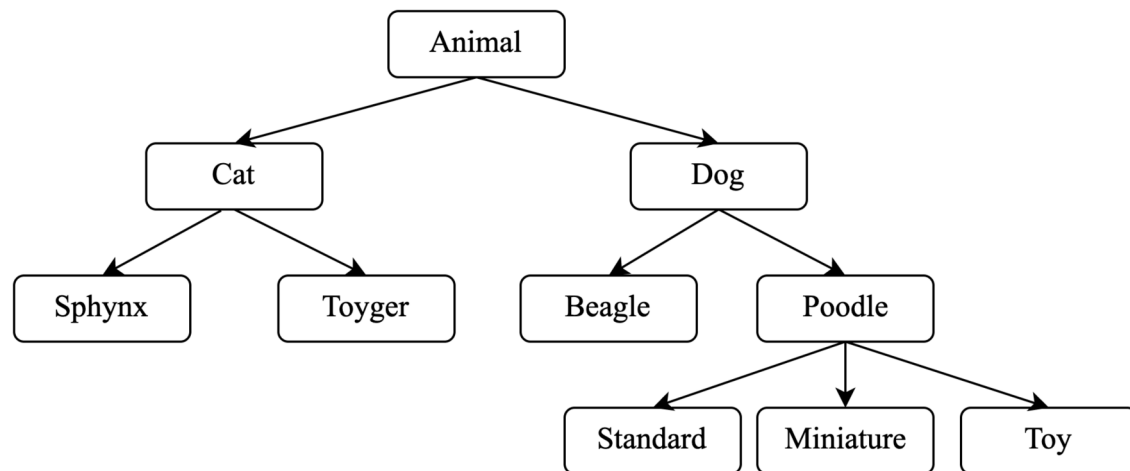 Animal
Cat
Dog
Sphynx
Toyger
Beagle
Poodle
Standard
Miniature
Toy